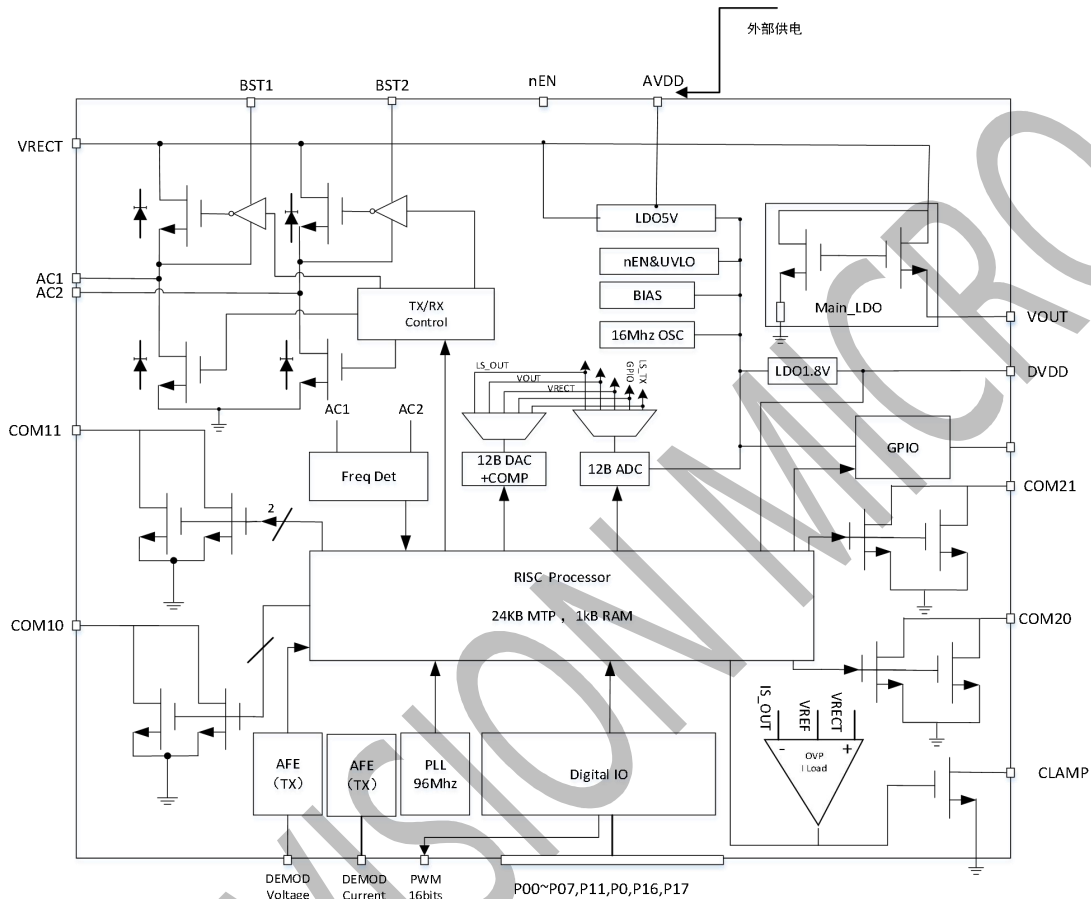 外部供电
BST1
BST2
nEN
AVDD
VRECT
LDO5V
nEN&UVLO
BIAS
16Mhz OSC
Main_LDO
VOUT
AC1
AC2
TX/RX
Control
LDO1.8V
DVDD
LS_OUT
VOUT
VRECT
GPIO
LS_TX
AC1
AC2
COM11
Freq Det
12B DAC
+COMP
12B ADC
GPIO
COM21
2
RISC Processor
24KB MTP ，1kB RAM
COM10
COM20
IS_OUT
VREF
VRECT
-
+
OVP
I Load
AFE
（TX）
AFE
（TX）
PLL
96Mhz
Digital IO
CLAMP
DEMOD
Voltage
DEMOD
Current
PWM
16bits
P00~P07,P11,P0,P16,P17
VISION MICRO